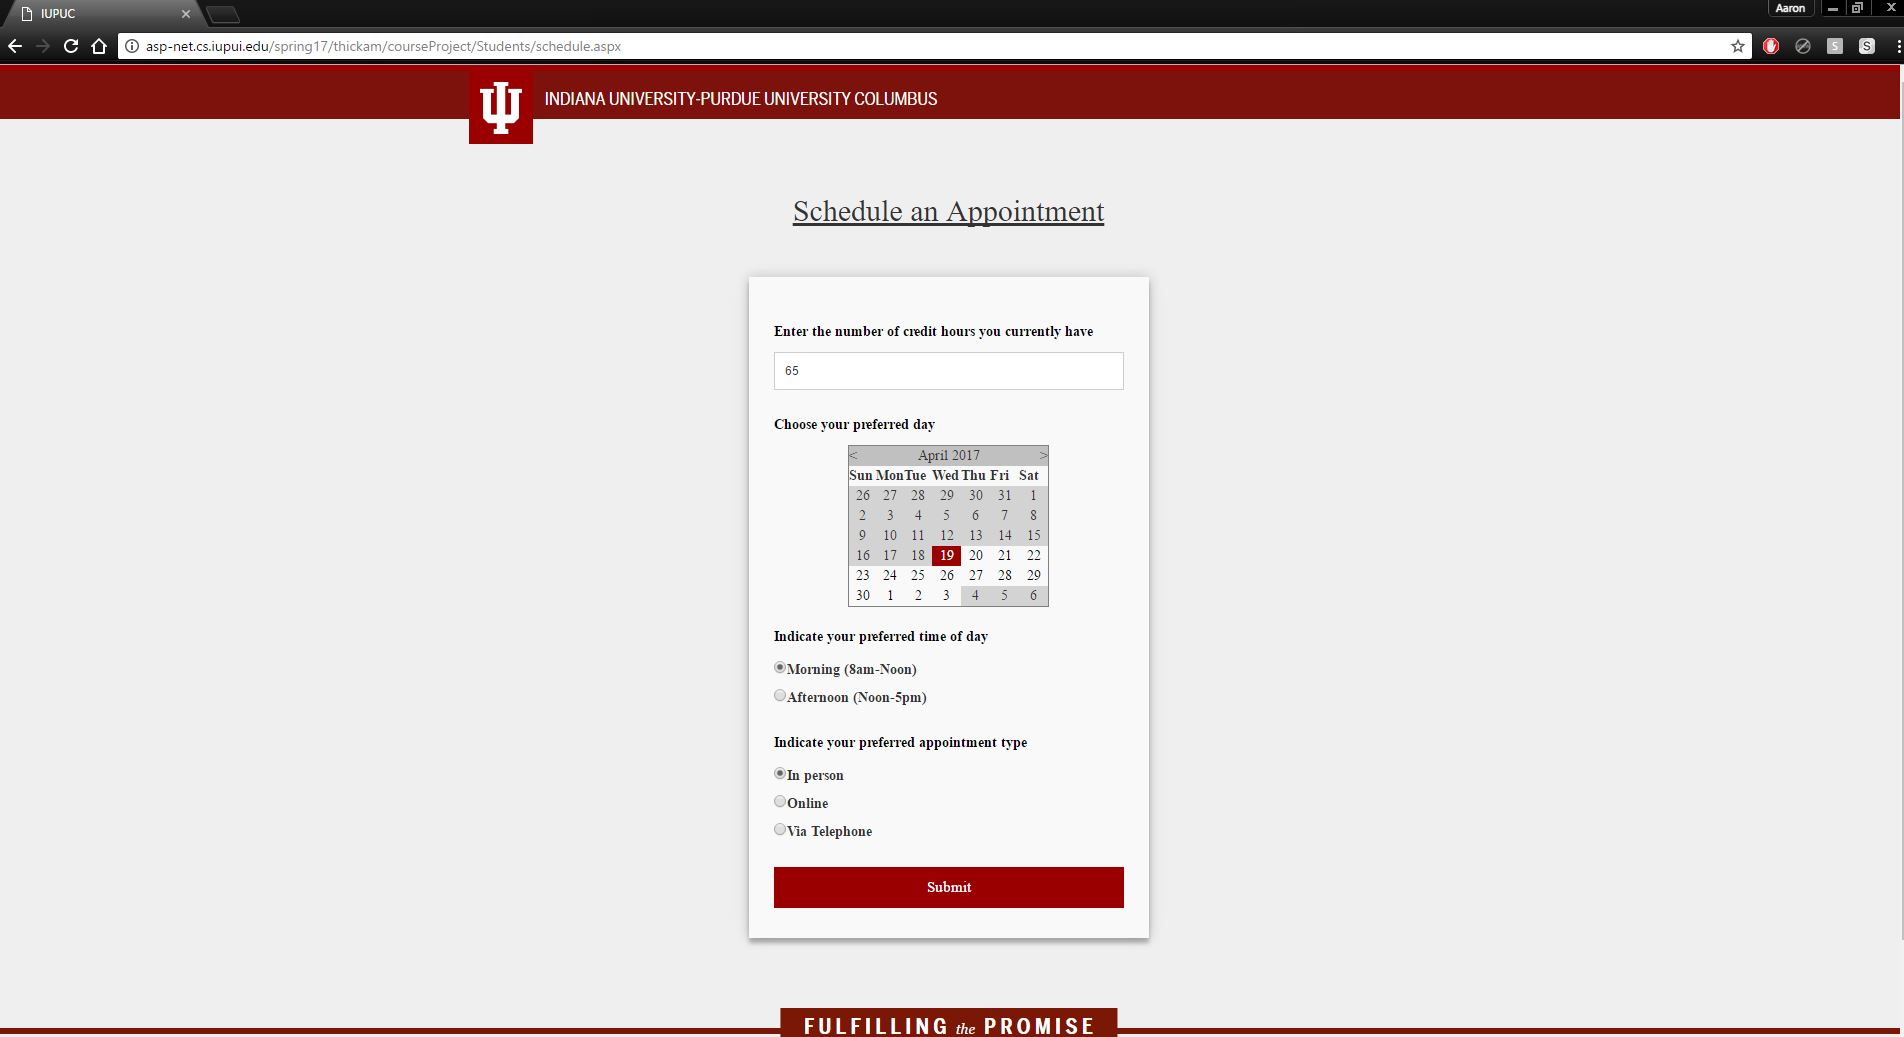 IUPUC
Aaron
asp-net.cs.iupui.edu/spring17/thickam/courseProject/Students/schedule.aspx
S
S
INDIANA UNIVERSITY-PURDUE UNIVERSITY COLUMBUS
Schedule an Appointment
Enter the number of credit hours you currently have
65
Choose your preferred day
< April 2017 >
Sun Mon Tue Wed Thu Fri Sat
26 27 28 29 30 31 1
2 3 4 5 6 7 8
9 10 11 12 13 14 15
16 17 18 19 20 21 22
23 24 25 26 27 28 29
30 1 2 3 4 5 6
Indicate your preferred time of day
Morning (8am-Noon)
Afternoon (Noon-5pm)
Indicate your preferred appointment type
In person
Online
Via Telephone
Submit
FULFILLING the PROMISE